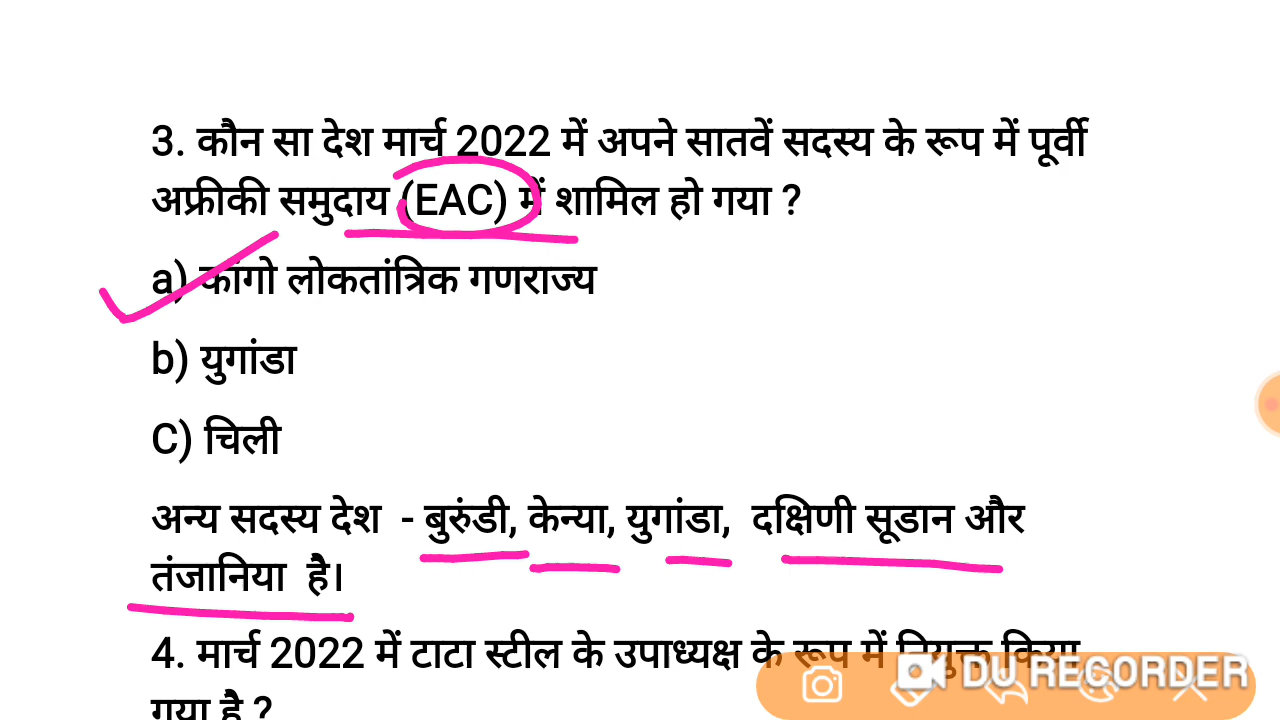 3. कौन सा देश मार्च 2022 में अपने सातवें सदस्य के रूप में पूर्वी
अफ्रीकी समुदाय (EAC) में शामिल हो गया ?
a) कांगो लोकतांत्रिक गणराज्य
b) युगांडा
C) चिली
अन्य सदस्य देश - बुरुंडी, केन्या, युगांडा, दक्षिणी सूडान और
तंजानिया है।
4. मार्च 2022 में टाटा स्टील के उपाध्यक्ष के रूप में नियुक्त किया
गया है ?
DU RECORDER